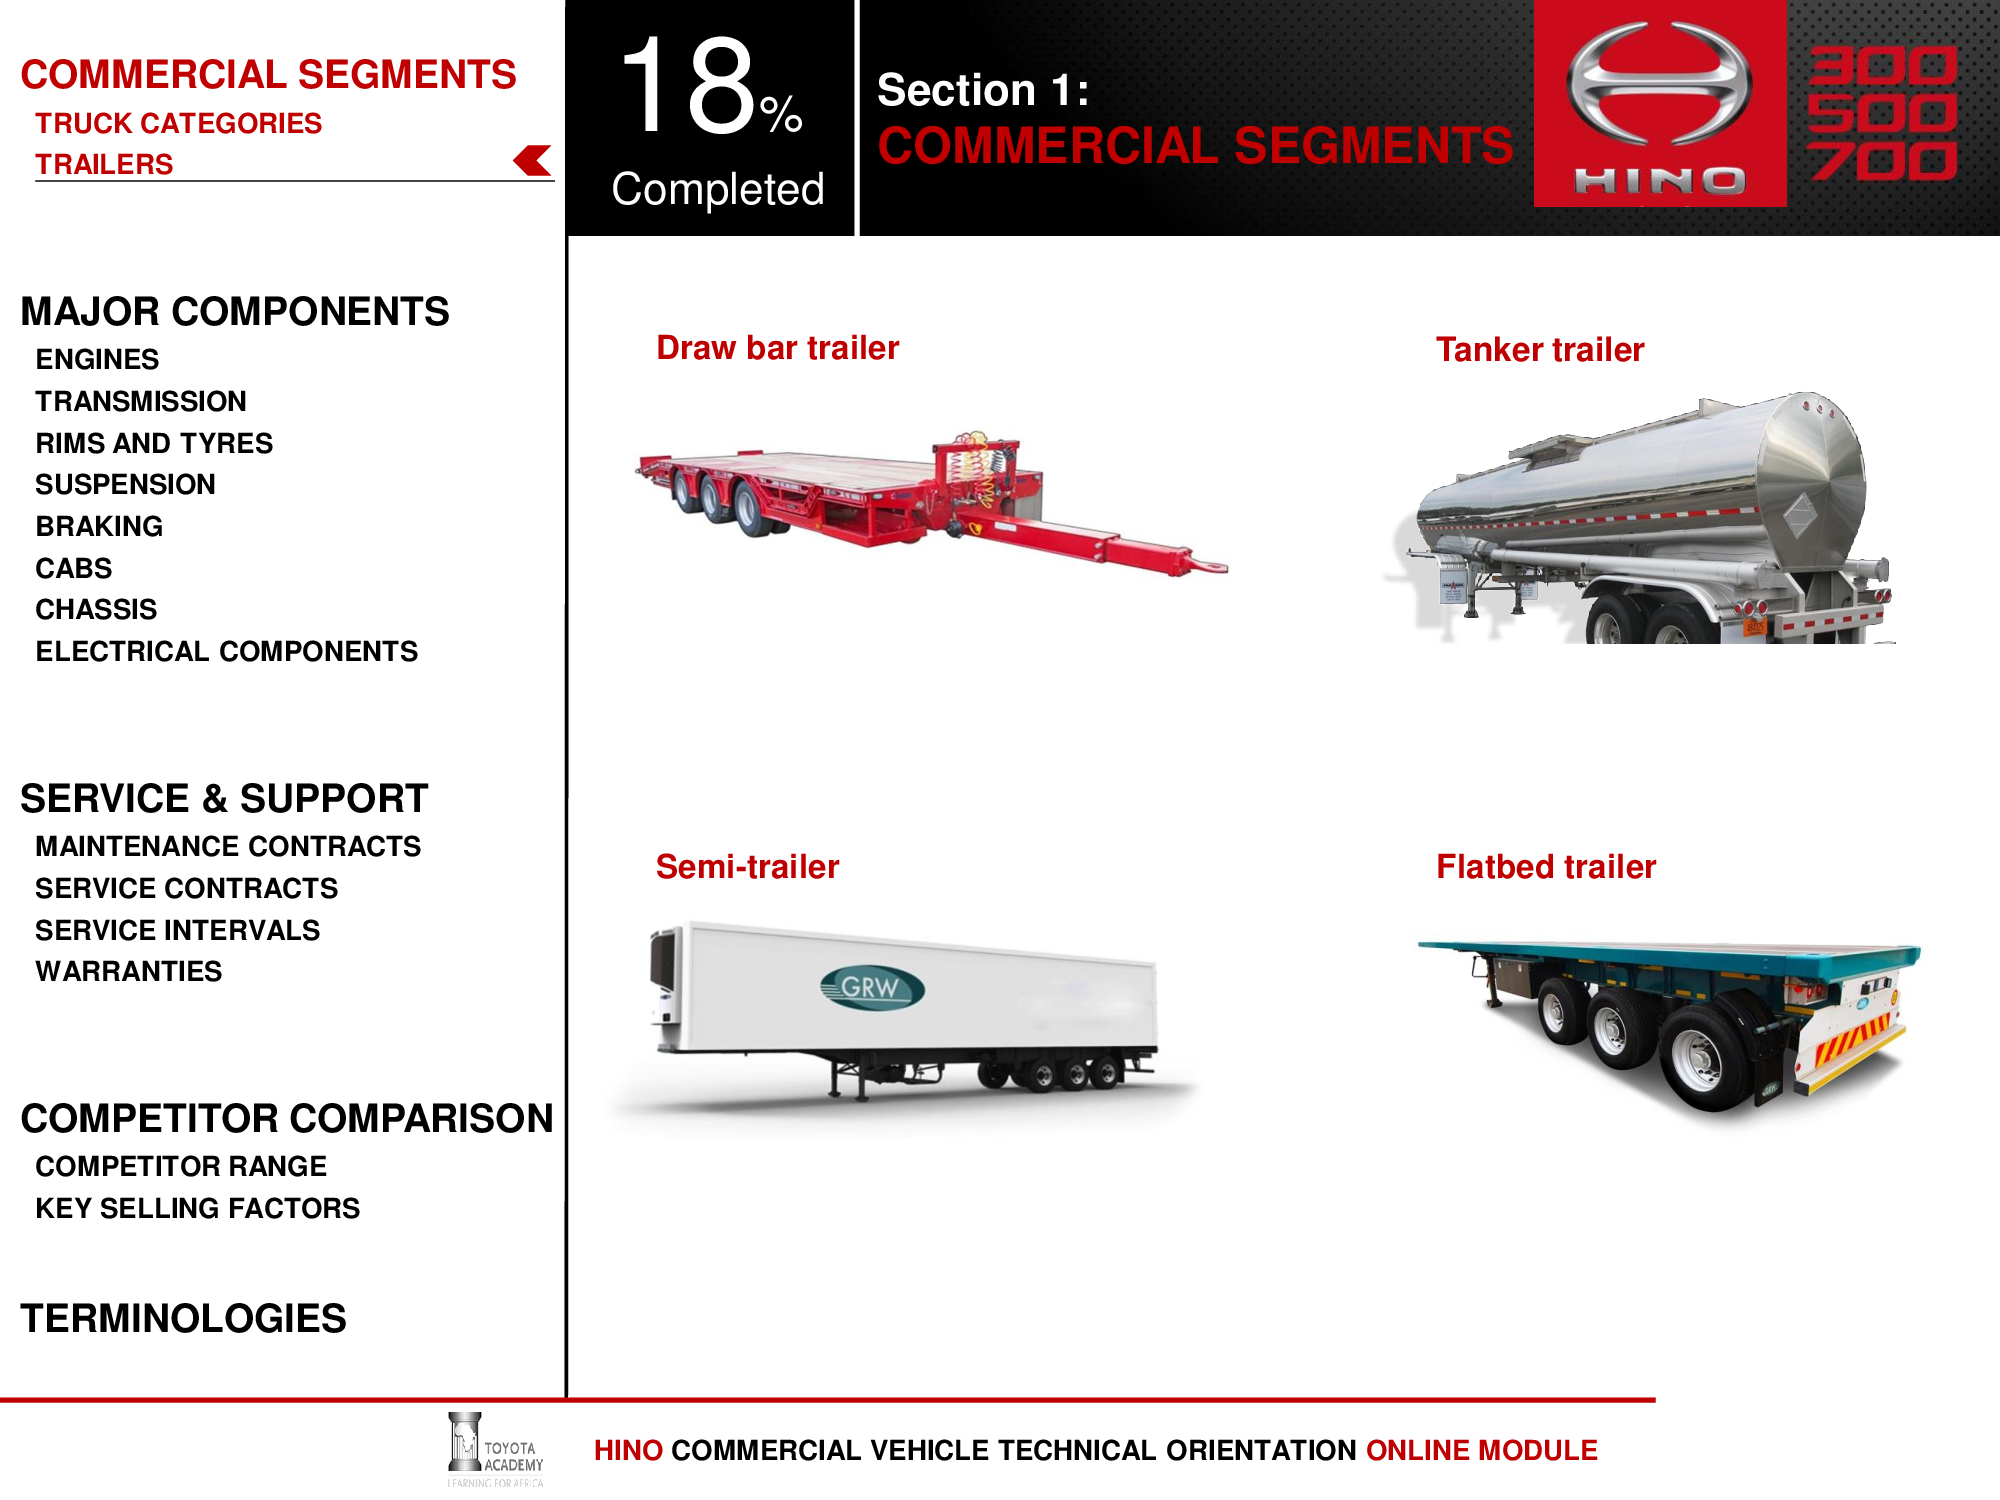 COMMERCIAL SEGMENTS
TRUCK CATEGORIES
TRAILERS
MAJOR COMPONENTS
ENGINES
TRANSMISSION
RIMS AND TYRES
SUSPENSION
BRAKING
CABS
CHASSIS
ELECTRICAL COMPONENTS
SERVICE & SUPPORT
MAINTENANCE CONTRACTS
SERVICE CONTRACTS
SERVICE INTERVALS
WARRANTIES
COMPETITOR COMPARISON
COMPETITOR RANGE
KEY SELLING FACTORS
TERMINOLOGIES
18%
Completed
Section 1:
COMMERCIAL SEGMENTS
HINO
300
500
700
Draw bar trailer
Tanker trailer
Semi-trailer
GRW
Flatbed trailer
GRW
TOYOTA
ACADEMY
LEARNING FOR AFRICA
HINO COMMERCIAL VEHICLE TECHNICAL ORIENTATION ONLINE MODULE